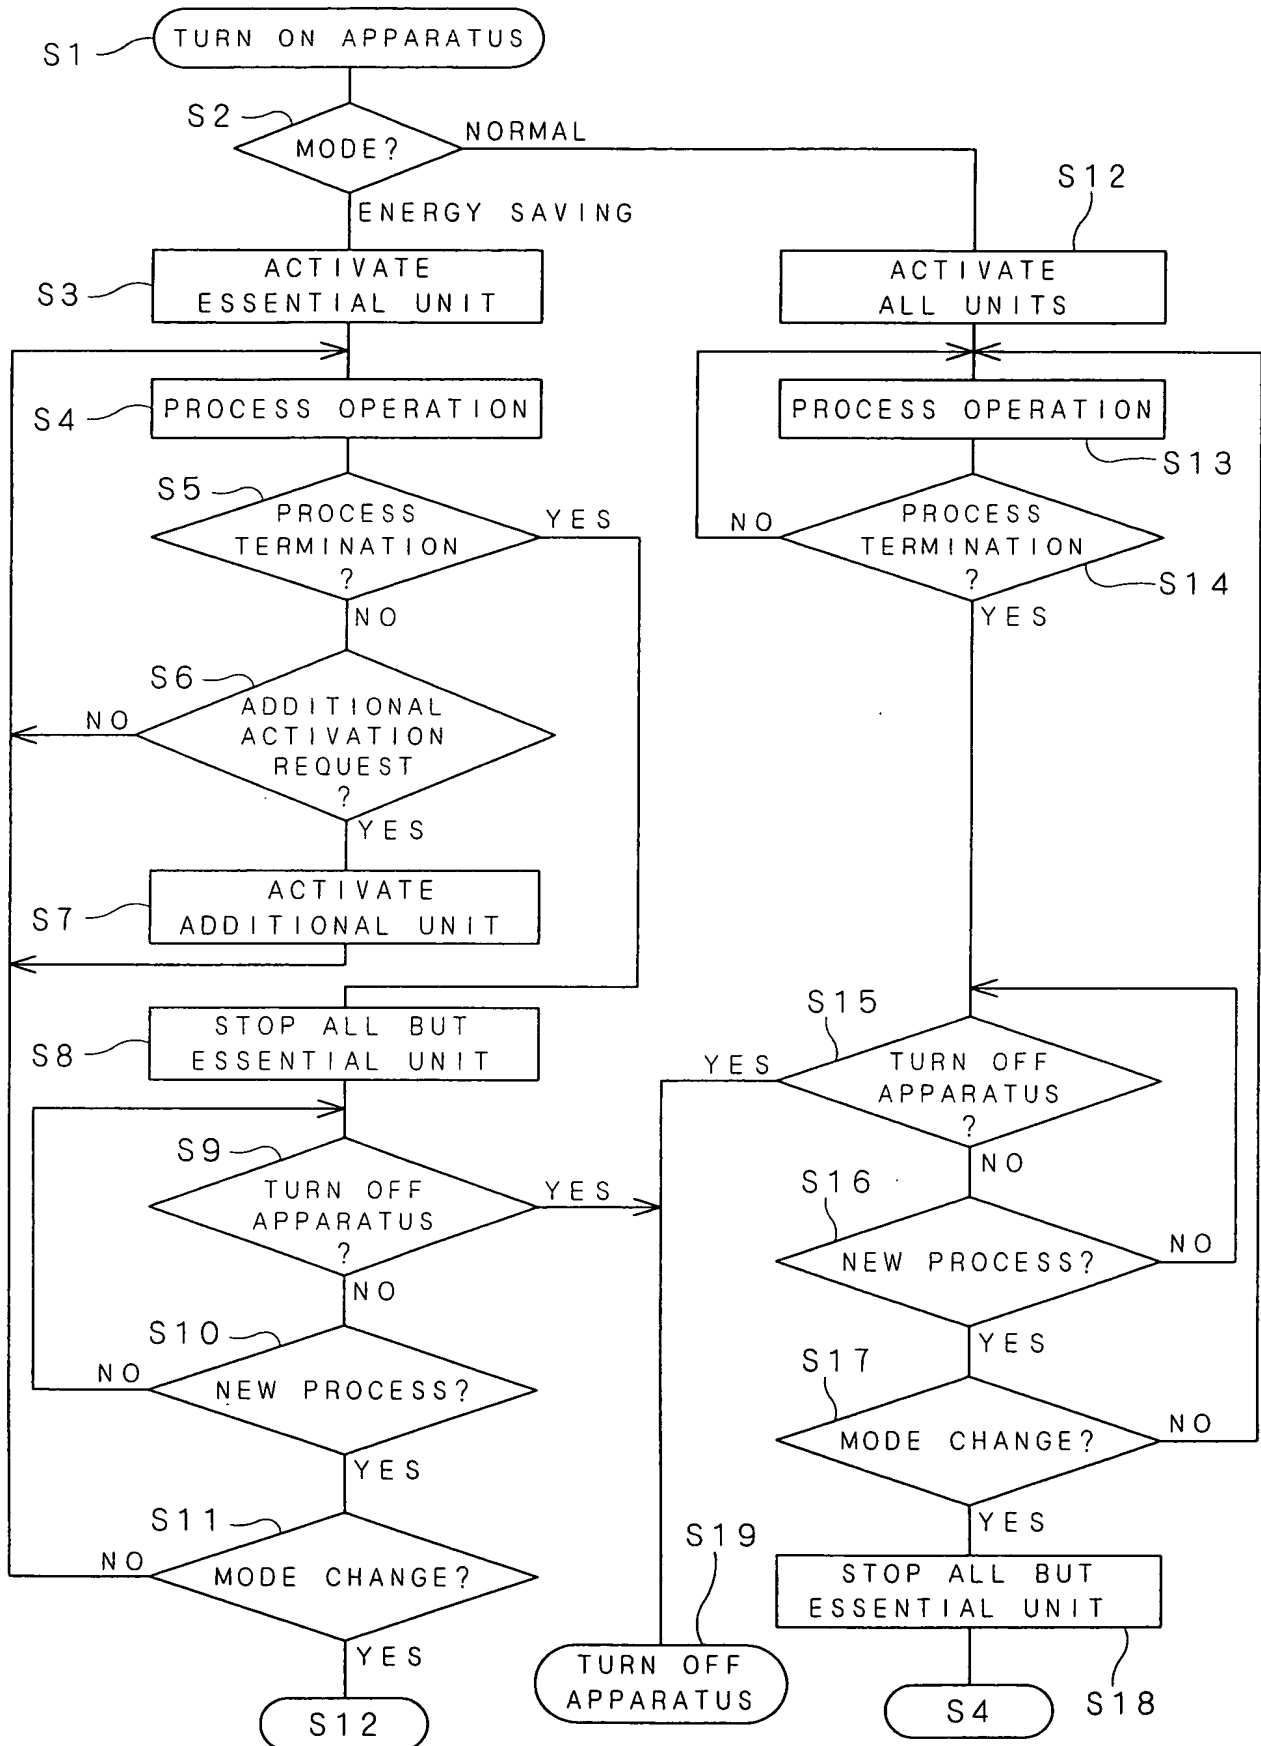 S1
TURN ON APPARATUS
S2
MODE?
NORMAL
ENERGY SAVING
S12
S3
ACTIVATE
ESSENTIAL UNIT
ACTIVATE
ALL UNITS
S4
PROCESS OPERATION
PROCESS OPERATION
S13
S5
PROCESS
TERMINATION
?
YES
NO
NO
PROCESS
TERMINATION
?
S14
YES
S6
ADDITIONAL
ACTIVATION
REQUEST
?
NO
YES
S7
ACTIVATE
ADDITIONAL UNIT
S8
STOP ALL BUT
ESSENTIAL UNIT
S15
YES
TURN OFF
APPARATUS
?
NO
S9
TURN OFF
APPARATUS
?
YES
NO
S16
NEW PROCESS?
NO
YES
S10
NO
NEW PROCESS?
YES
S17
MODE CHANGE?
NO
YES
S11
NO
MODE CHANGE?
YES
S12
S19
TURN OFF
APPARATUS
STOP ALL BUT
ESSENTIAL UNIT
S18
S4